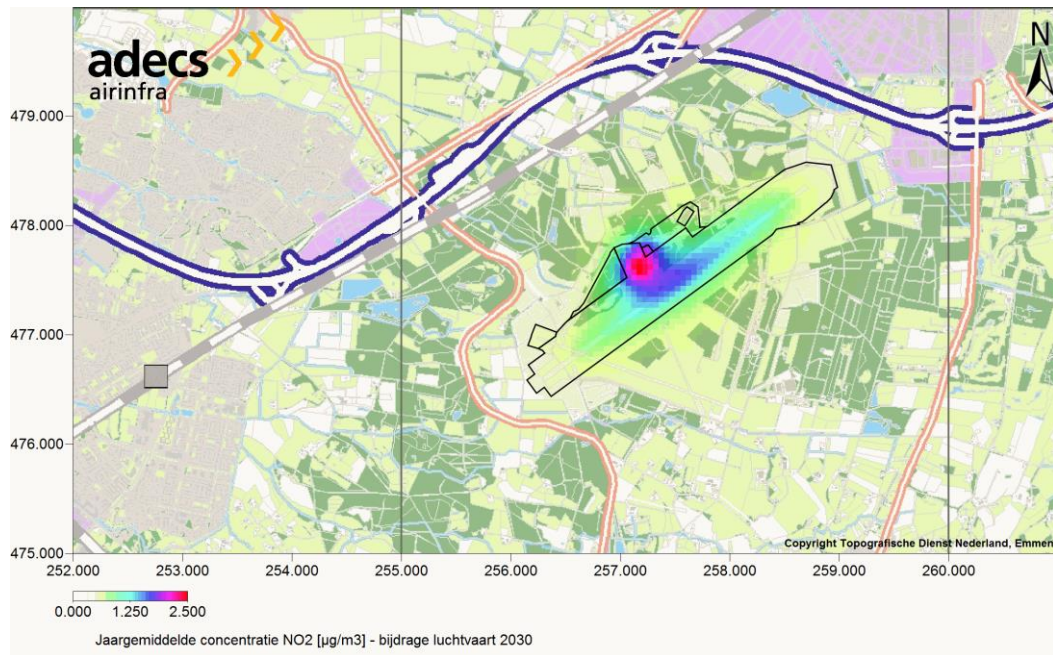 adecs
airinfra
N
479.000
478.000
477.000
476.000
475.000
Copyright Topografische Dienst Nederland, Emmen
252.000 253.000 254.000 255.000 256.000 257.000 258.000 259.000 260.000
0.000 1.250 2.500
Jaargemiddelde concentratie NO2 [µg/m3] - bijdrage luchtvaart 2030